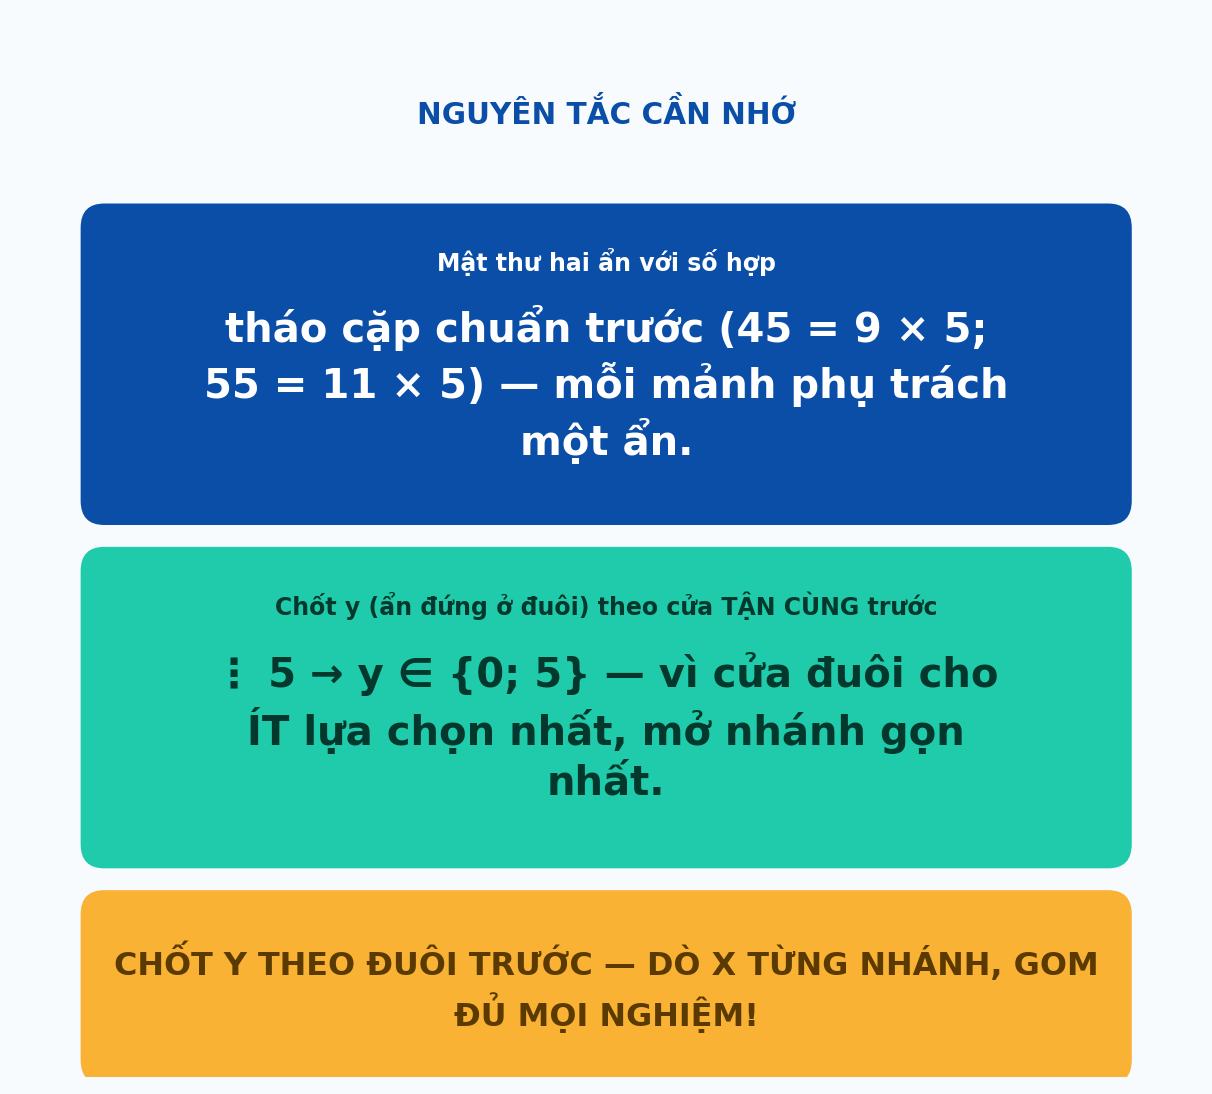 NGUYÊN TẮC CẦN NHỚ
Mật thư hai ẩn với số hợp
tháo cặp chuẩn trước (45 = 9 × 5;
55 = 11 × 5) — mỗi mảnh phụ trách
một ẩn.
Chốt y (ẩn đứng ở đuôi) theo cửa TẬN CÙNG trước
⋮ 5 → y ∈ {0; 5} — vì cửa đuôi cho
ÍT lựa chọn nhất, mở nhánh gọn
nhất.
CHỐT Y THEO ĐUÔI TRƯỚC — DÒ X TỪNG NHÁNH, GOM
ĐỦ MỌI NGHIỆM!